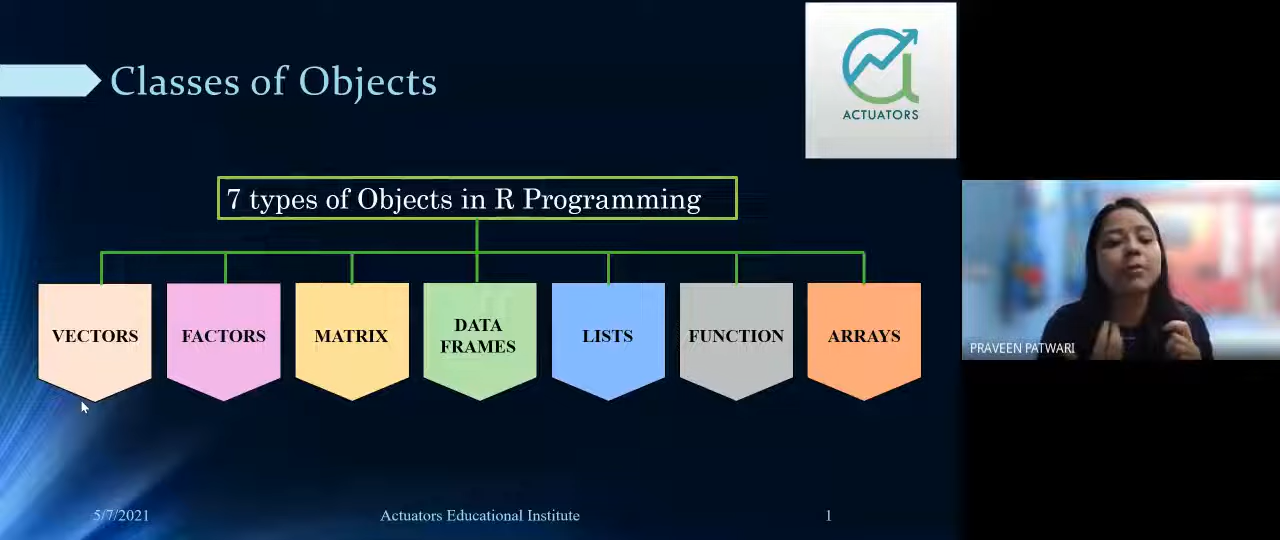 Classes of Objects
ACTUATORS
7 types of Objects in R Programming
VECTORS
FACTORS
MATRIX
DATA
FRAMES
LISTS
FUNCTION
ARRAYS
PRAVEEN PATWARI
5/7/2021
Actuators Educational Institute
1